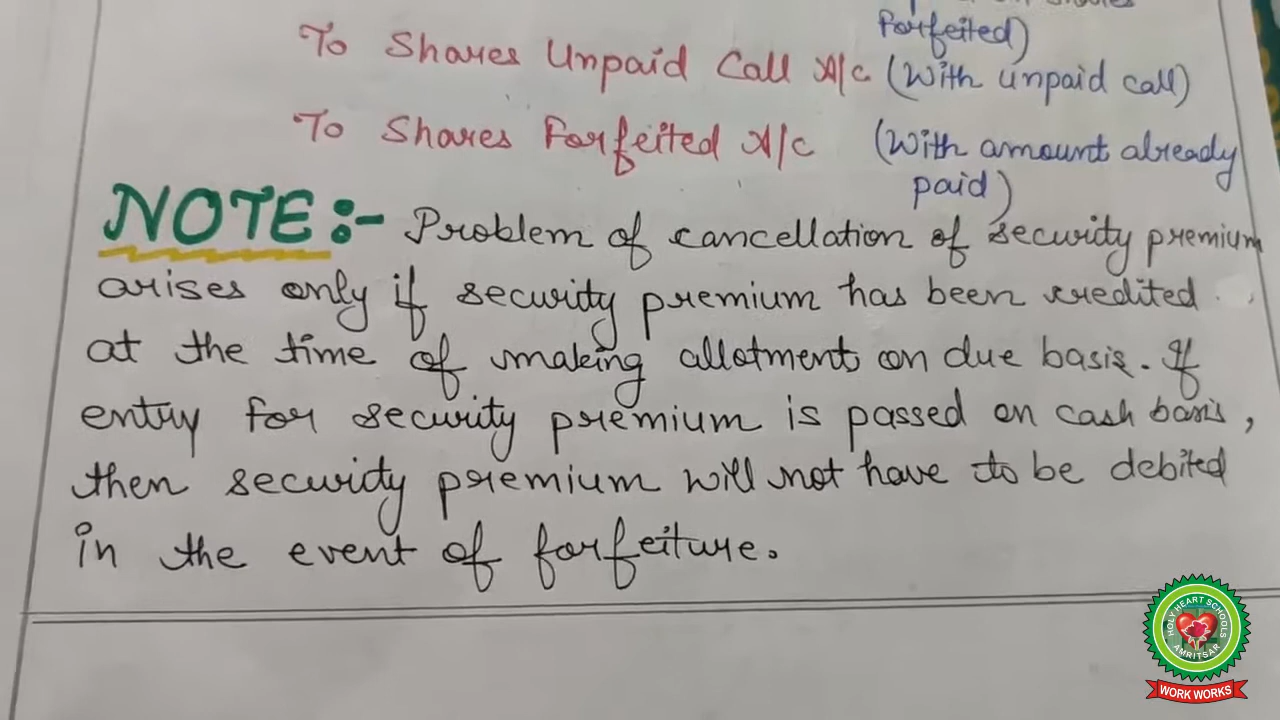 Forfeited)
To Shares Unpaid Call A/c (With unpaid call)
To Shares Forfeited A/c (With amount already
paid)
NOTE:- Problem of cancellation of security premium
arises only if security premium has been credited
at the time of making allotment on due basis. If
entry for security premium is passed on cash basis,
then security premium will not have to be debited
in the event of forfeiture.
HOLY HEART SCHOOLS
AMRITSAR
WORK WORKS